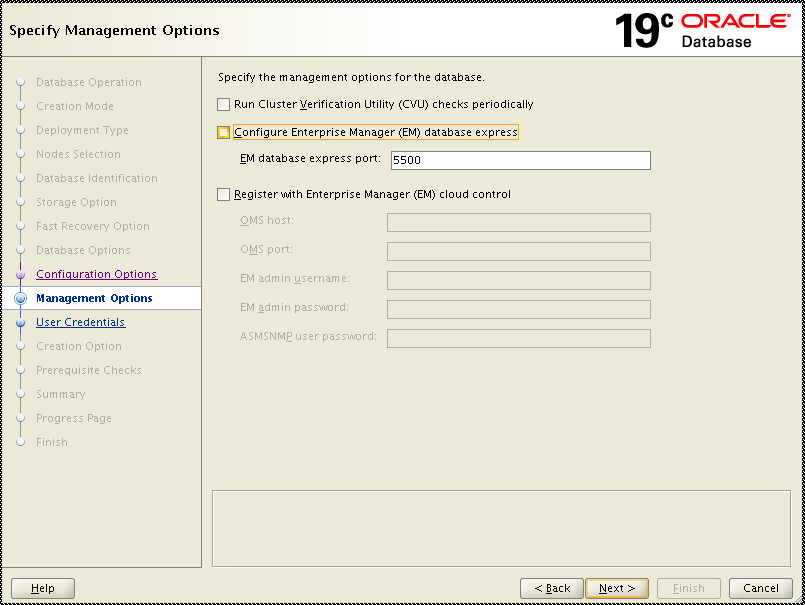 Specify Management Options
19c ORACLE
Database
Database Operation
Creation Mode
Deployment Type
Nodes Selection
Database Identification
Storage Option
Fast Recovery Option
Database Options
Configuration Options
Management Options
User Credentials
Creation Option
Prerequisite Checks
Summary
Progress Page
Finish
Specify the management options for the database.
Run Cluster Verification Utility (CVU) checks periodically
Configure Enterprise Manager (EM) database express
EM database express port: 5500
Register with Enterprise Manager (EM) cloud control
OMS host:
OMS port:
EM admin username:
EM admin password:
ASMSNMP user password:
Help
< Back
Next >
Finish
Cancel